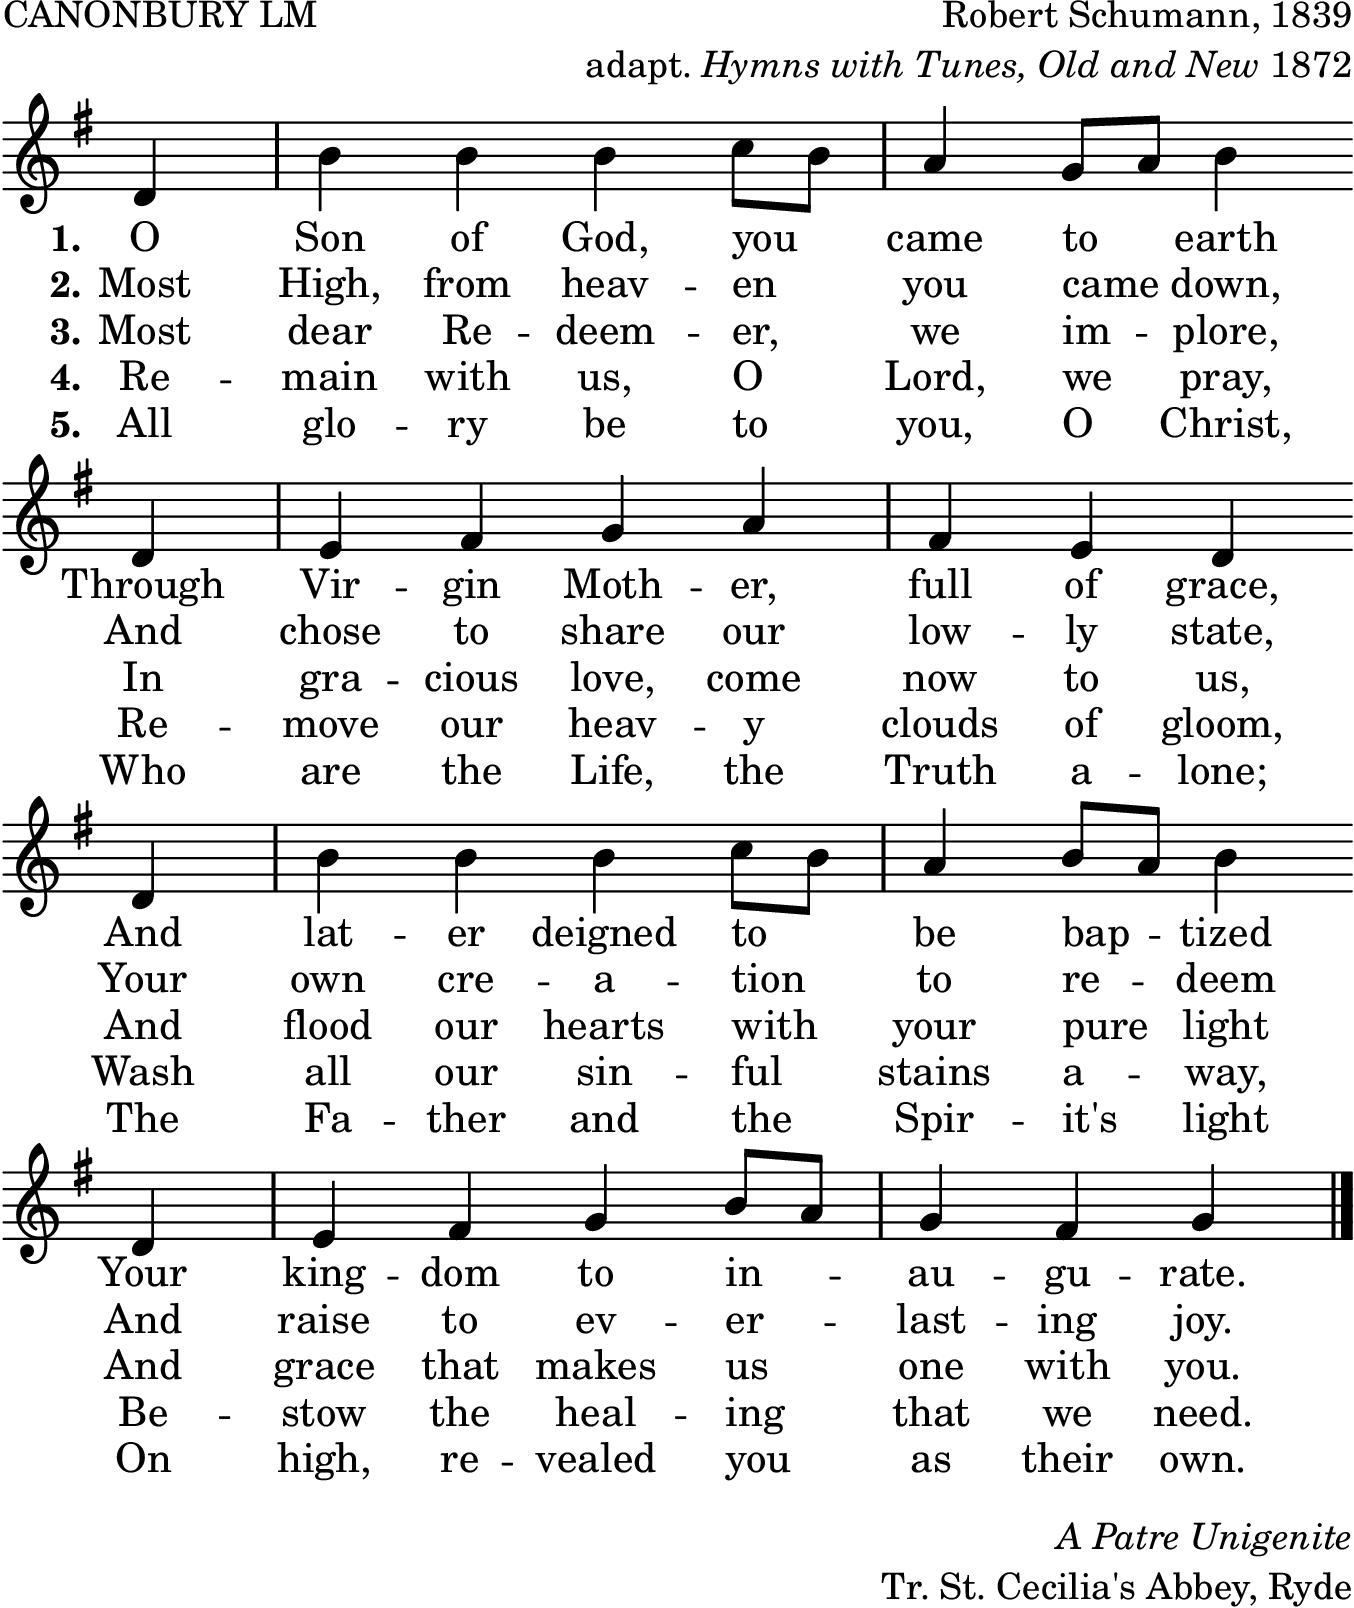 CANONBURY LM Robert Schumann, 1839
adapt. Hymns with Tunes, Old and New 1872
1. O Son of God, you came to earth
2. Most High, from heav - en you came down,
3. Most dear Re - deem - er, we im - plore,
4. Re - main with us, O Lord, we pray,
5. All glo - ry be to you, O Christ,
Through Vir - gin Moth - er, full of grace,
And chose to share our low - ly state,
In gra - cious love, come now to us,
Re - move our heav - y clouds of gloom,
Who are the Life, the Truth a - lone;
And lat - er deigned to be bap - tized
Your own cre - a - tion to re - deem
And flood our hearts with your pure light
Wash all our sin - ful stains a - way,
The Fa - ther and the Spir - it's light
Your king - dom to in - au - gu - rate.
And raise to ev - er - last - ing joy.
And grace that makes us one with you.
Be - stow the heal - ing that we need.
On high, re - vealed you as their own.
A Patre Unigenite
Tr. St. Cecilia's Abbey, Ryde